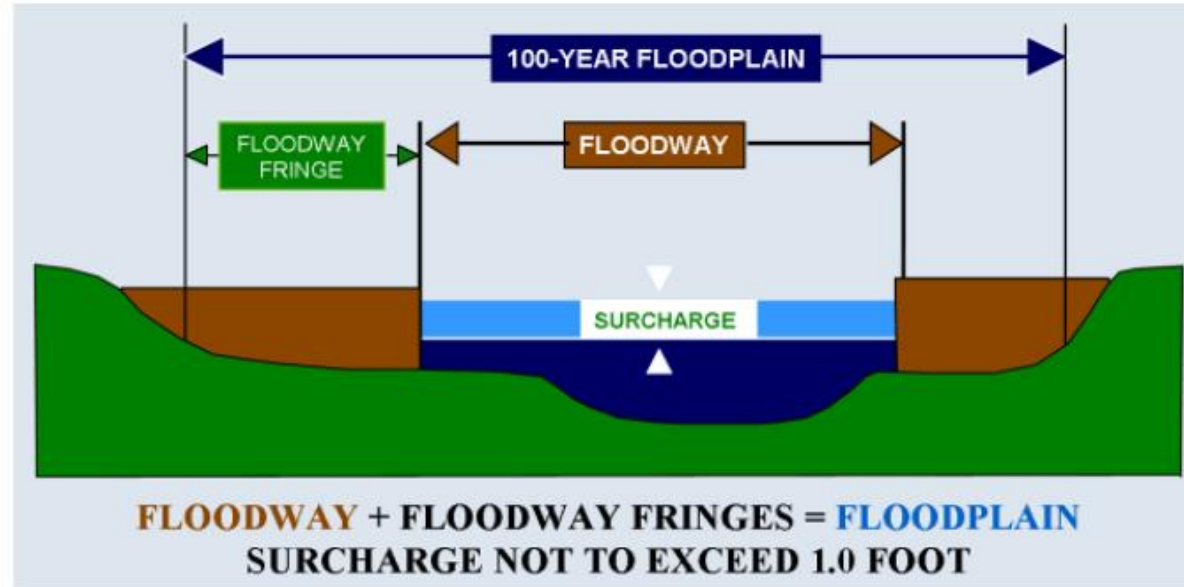 100-YEAR FLOODPLAIN
FLOODWAY
FRINGE
FLOODWAY
SURCHARGE
FLOODWAY + FLOODWAY FRINGES = FLOODPLAIN
SURCHARGE NOT TO EXCEED 1.0 FOOT